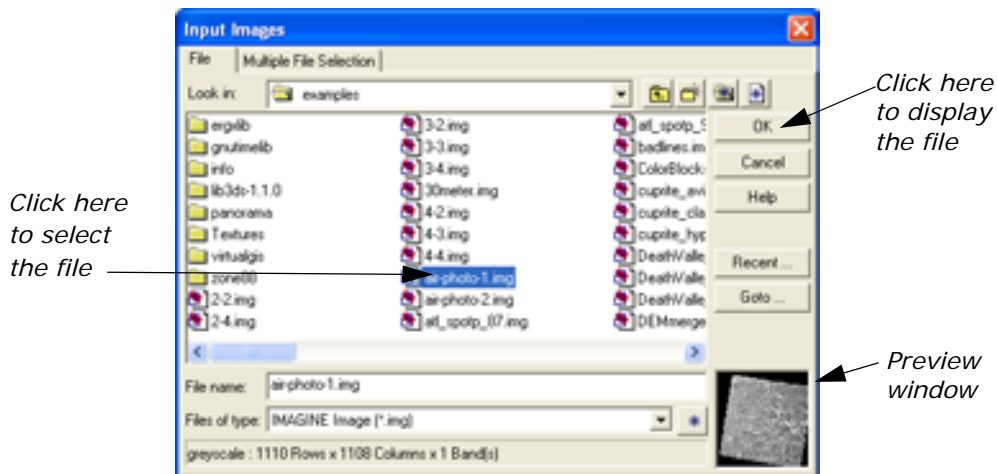 Input Images
File Multiple File Selection
Look in: examples
ergxlib
gnutimelib
info
lib3ds-1.1.0
panorama
Textures
virtualgis
zone88
2-2.img
2-4.img
3-2.img
3-3.img
3-4.img
30meter.img
4-2.img
4-3.img
4-4.img
air-photo-1.img
air-photo-2.img
atl_spotp_87.img
atl_spotp_
badlines.im
ColorBlock
cuprite_avi
cuprite_cla
cuprite_hyp
DeathValle
DeathValle
DeathValle
DEMmerge
OK
Cancel
Help
Recent ...
Goto ...
File name: air-photo-1.img
Files of type: IMAGINE Image (*.img)
greyscale : 1110 Rows x 1108 Columns x 1 Band(s)
Click here
to select
the file
Click here
to display
the file
Preview
window